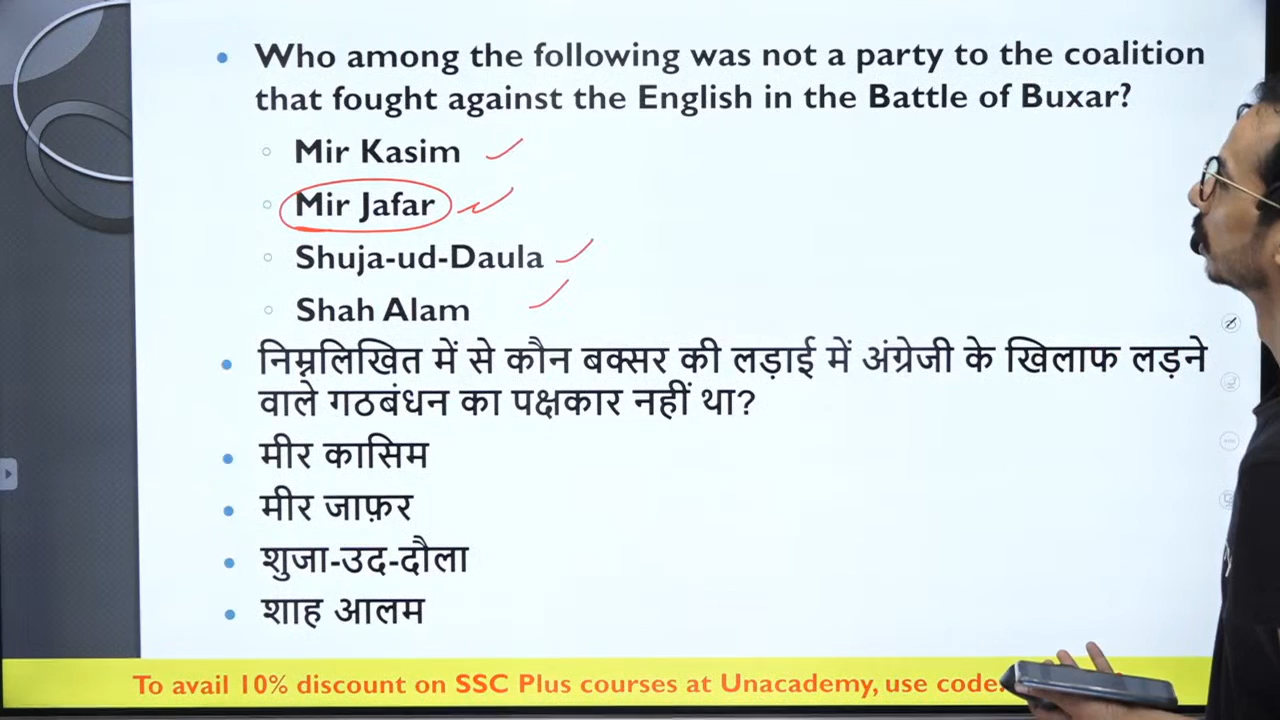 Who among the following was not a party to the coalition
that fought against the English in the Battle of Buxar?
Mir Kasim
Mir Jafar
Shuja-ud-Daula
Shah Alam
निम्नलिखित में से कौन बक्सर की लड़ाई में अंग्रेजी के खिलाफ लड़ने
वाले गठबंधन का पक्षकार नहीं था?
मीर कासिम
मीर जाफ़र
शुजा-उद-दौला
शाह आलम
To avail 10% discount on SSC Plus courses at Unacademy, use code: